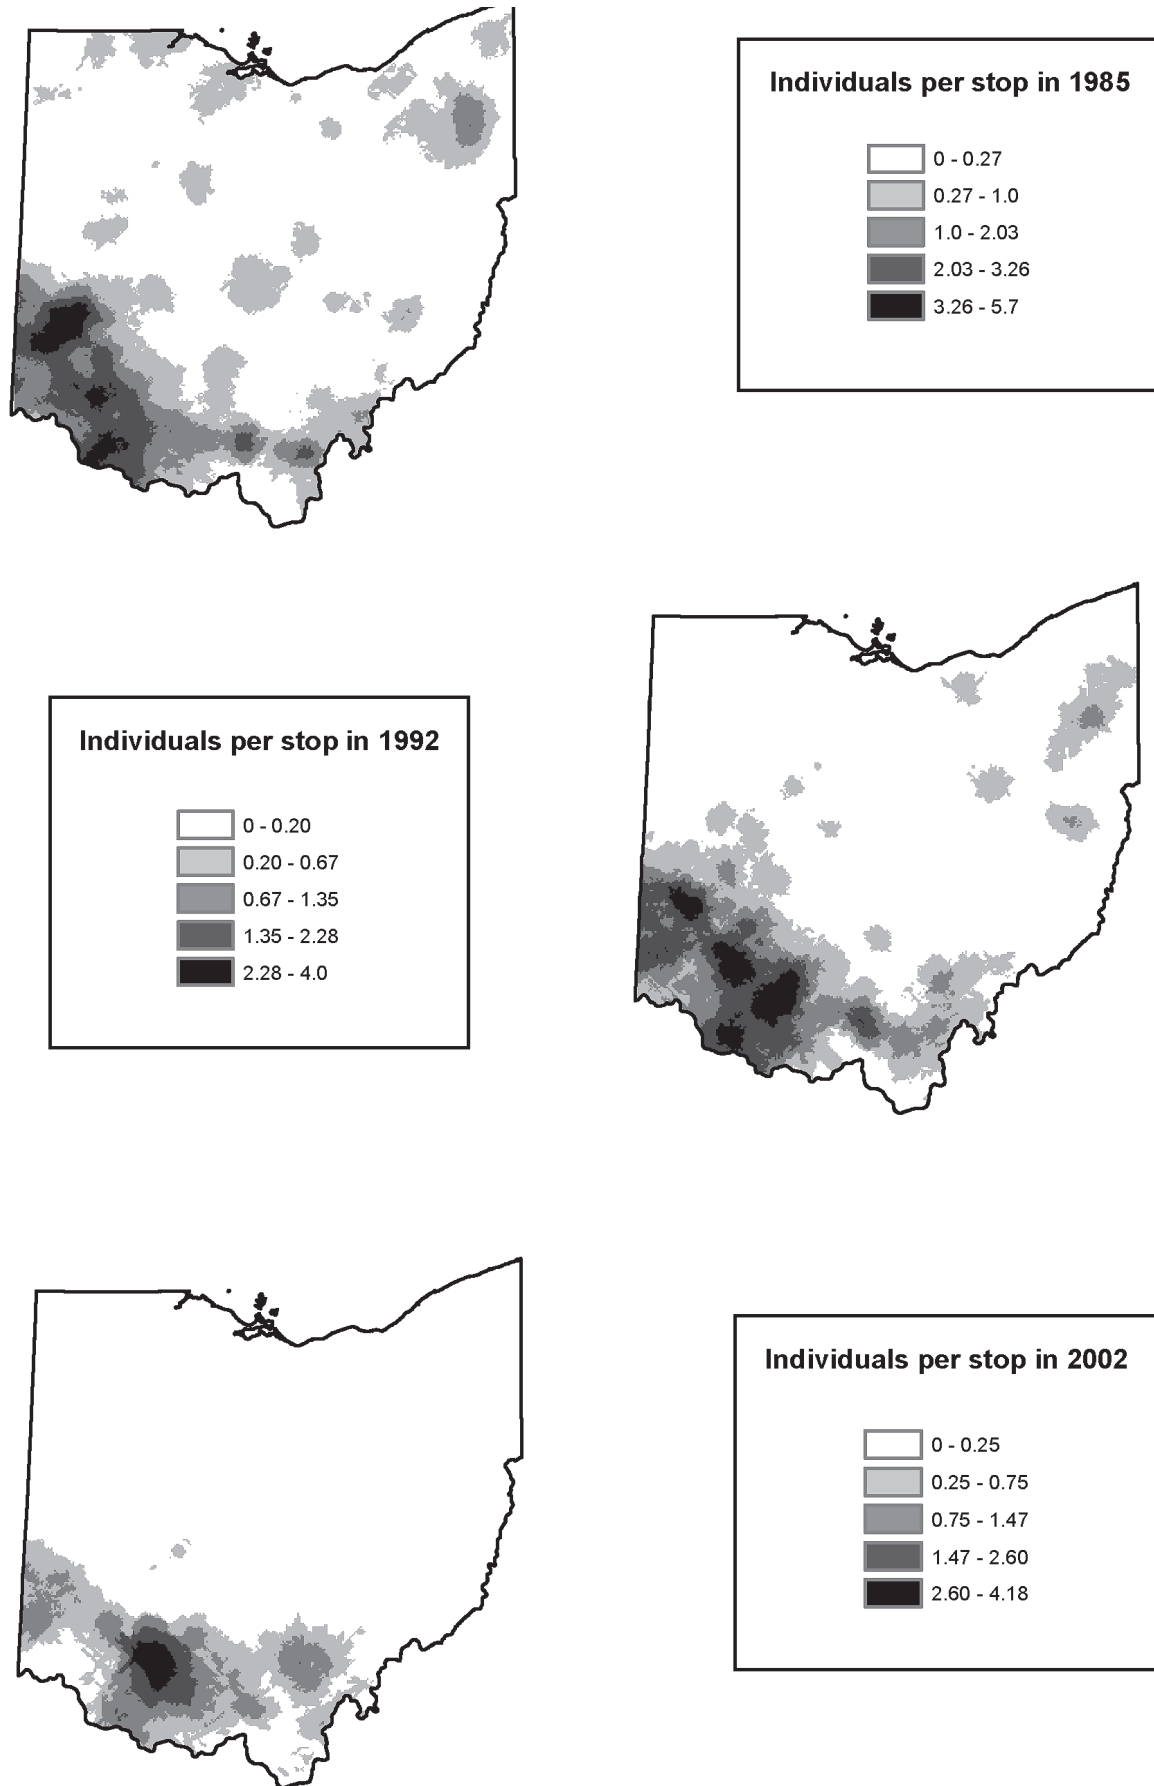 Individuals per stop in 1985
0 - 0.27
0.27 - 1.0
1.0 - 2.03
2.03 - 3.26
3.26 - 5.7
Individuals per stop in 1992
0 - 0.20
0.20 - 0.67
0.67 - 1.35
1.35 - 2.28
2.28 - 4.0
Individuals per stop in 2002
0 - 0.25
0.25 - 0.75
0.75 - 1.47
1.47 - 2.60
2.60 - 4.18